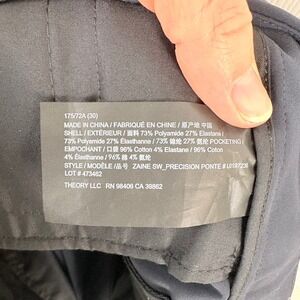 175/72A (30)
MADE IN CHINA / FABRIQUÉ EN CHINE / 原产地 中国
SHELL / EXTÉRIEUR / 面料 73% Polyamide 27% Elastane /
73% Polyamide 27% Élasthanne / 73% 锦纶 27% 氨纶 POCKETING /
EMPOCHANT / 口袋 96% Cotton 4% Elastane / 96% Coton
4% Élasthanne / 96% 棉 4% 氨纶
STYLE / MODÈLE /品号 ZAINE SW_PRECISION PONTE #
LOT # 473462
THEORY LLC RN 98406 CA 39862